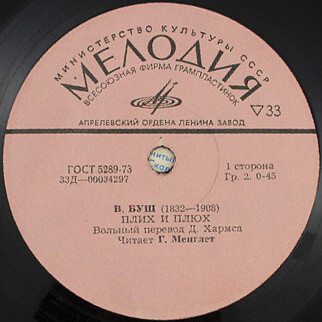 МИНИСТЕРСТВО КУЛЬТУРЫ СССР
МЕЛОДИЯ
ВСЕСОЮЗНАЯ ФИРМА ГРАМПЛАСТИНОК
▽33
АПРЕЛЕВСКИЙ ОРДЕНА ЛЕНИНА ЗАВОД
ГОСТ 5289-73
33Д—00034297
1 сторона
Гр. 2. 0-45
В. БУШ (1832—1908)
ПЛИХ И ПЛЮХ
Вольный перевод Д. Хармса
Читает Г. Менглет